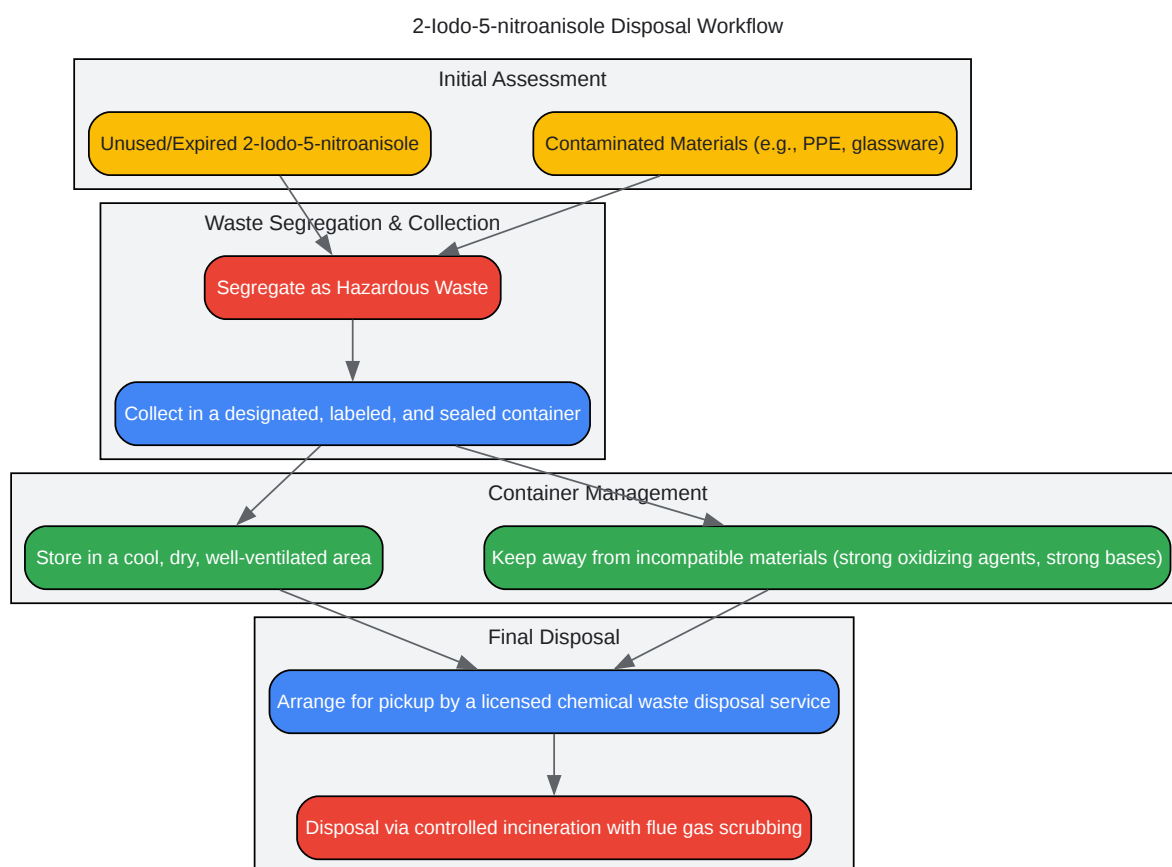 2-Iodo-5-nitroanisole Disposal Workflow
Initial Assessment
Unused/Expired 2-Iodo-5-nitroanisole
Contaminated Materials (e.g., PPE, glassware)
Waste Segregation & Collection
Segregate as Hazardous Waste
Collect in a designated, labeled, and sealed container
Container Management
Store in a cool, dry, well-ventilated area
Keep away from incompatible materials (strong oxidizing agents, strong bases)
Final Disposal
Arrange for pickup by a licensed chemical waste disposal service
Disposal via controlled incineration with flue gas scrubbing